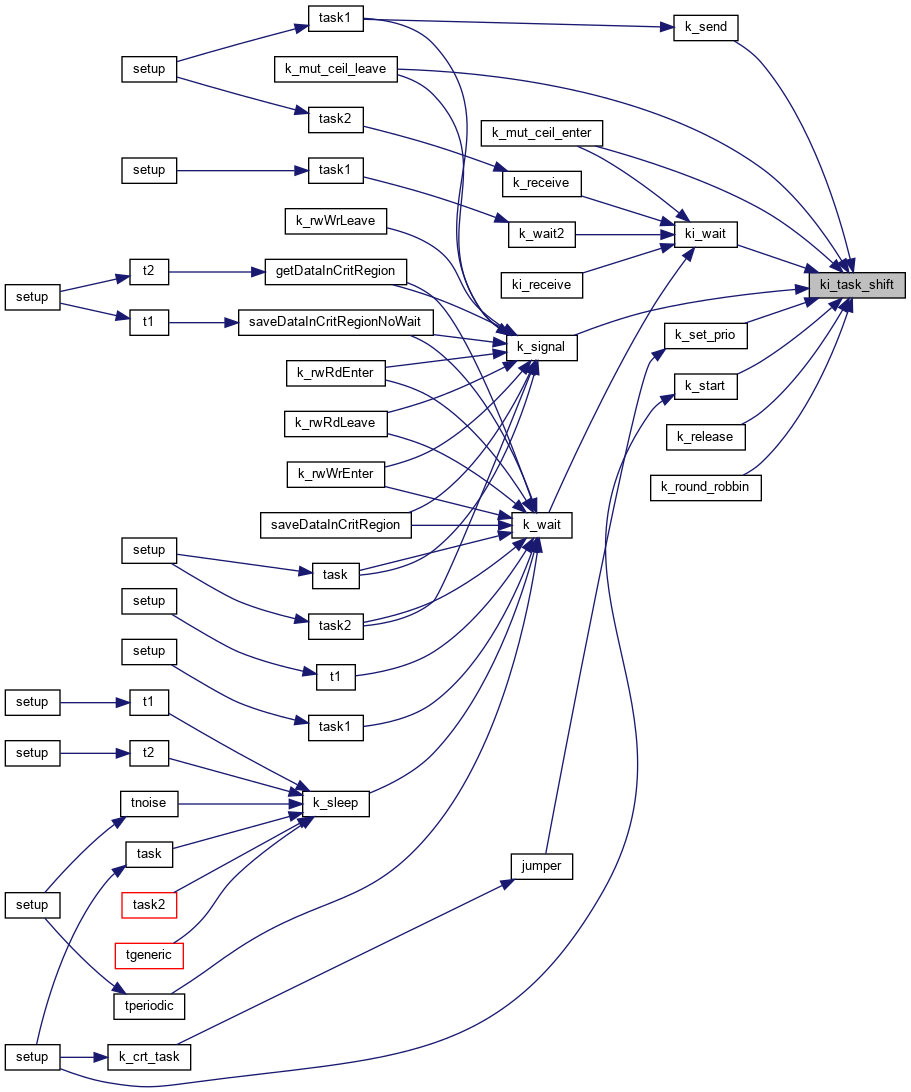 task1
k_send
setup
k_mut_ceil_leave
task2
k_mut_ceil_enter
setup
task1
k_receive
k_rwWrLeave
k_wait2
ki_wait
t2
getDataInCritRegion
ki_receive
ki_task_shift
setup
t1
saveDataInCritRegionNoWait
k_signal
k_set_prio
k_rwRdEnter
k_start
k_rwRdLeave
k_release
k_rwWrEnter
k_round_robbin
saveDataInCritRegion
k_wait
setup
task
setup
task2
setup
t1
setup
t1
task1
setup
t2
tnoise
k_sleep
task
jumper
setup
task2
tgeneric
tperiodic
setup
k_crt_task